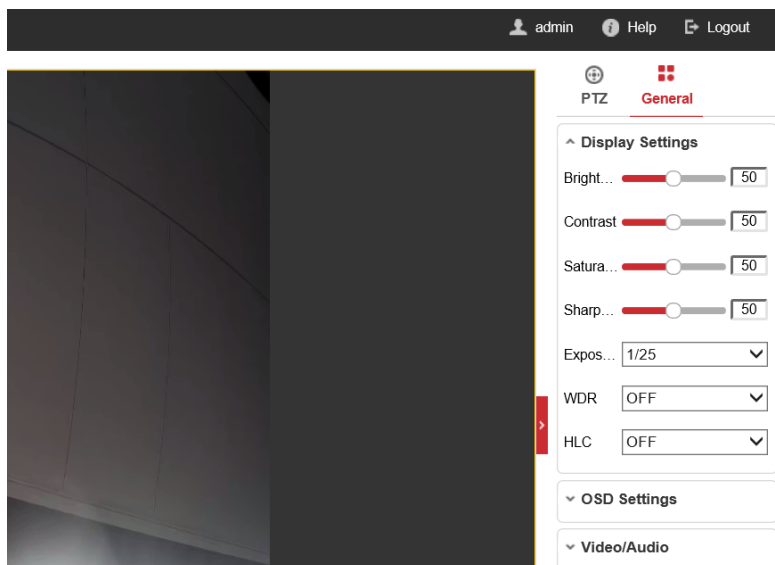 admin Help Logout
PTZ General
Display Settings
Bright... 50
Contrast 50
Satura... 50
Sharp... 50
Expos... 1/25
WDR OFF
HLC OFF
OSD Settings
Video/Audio